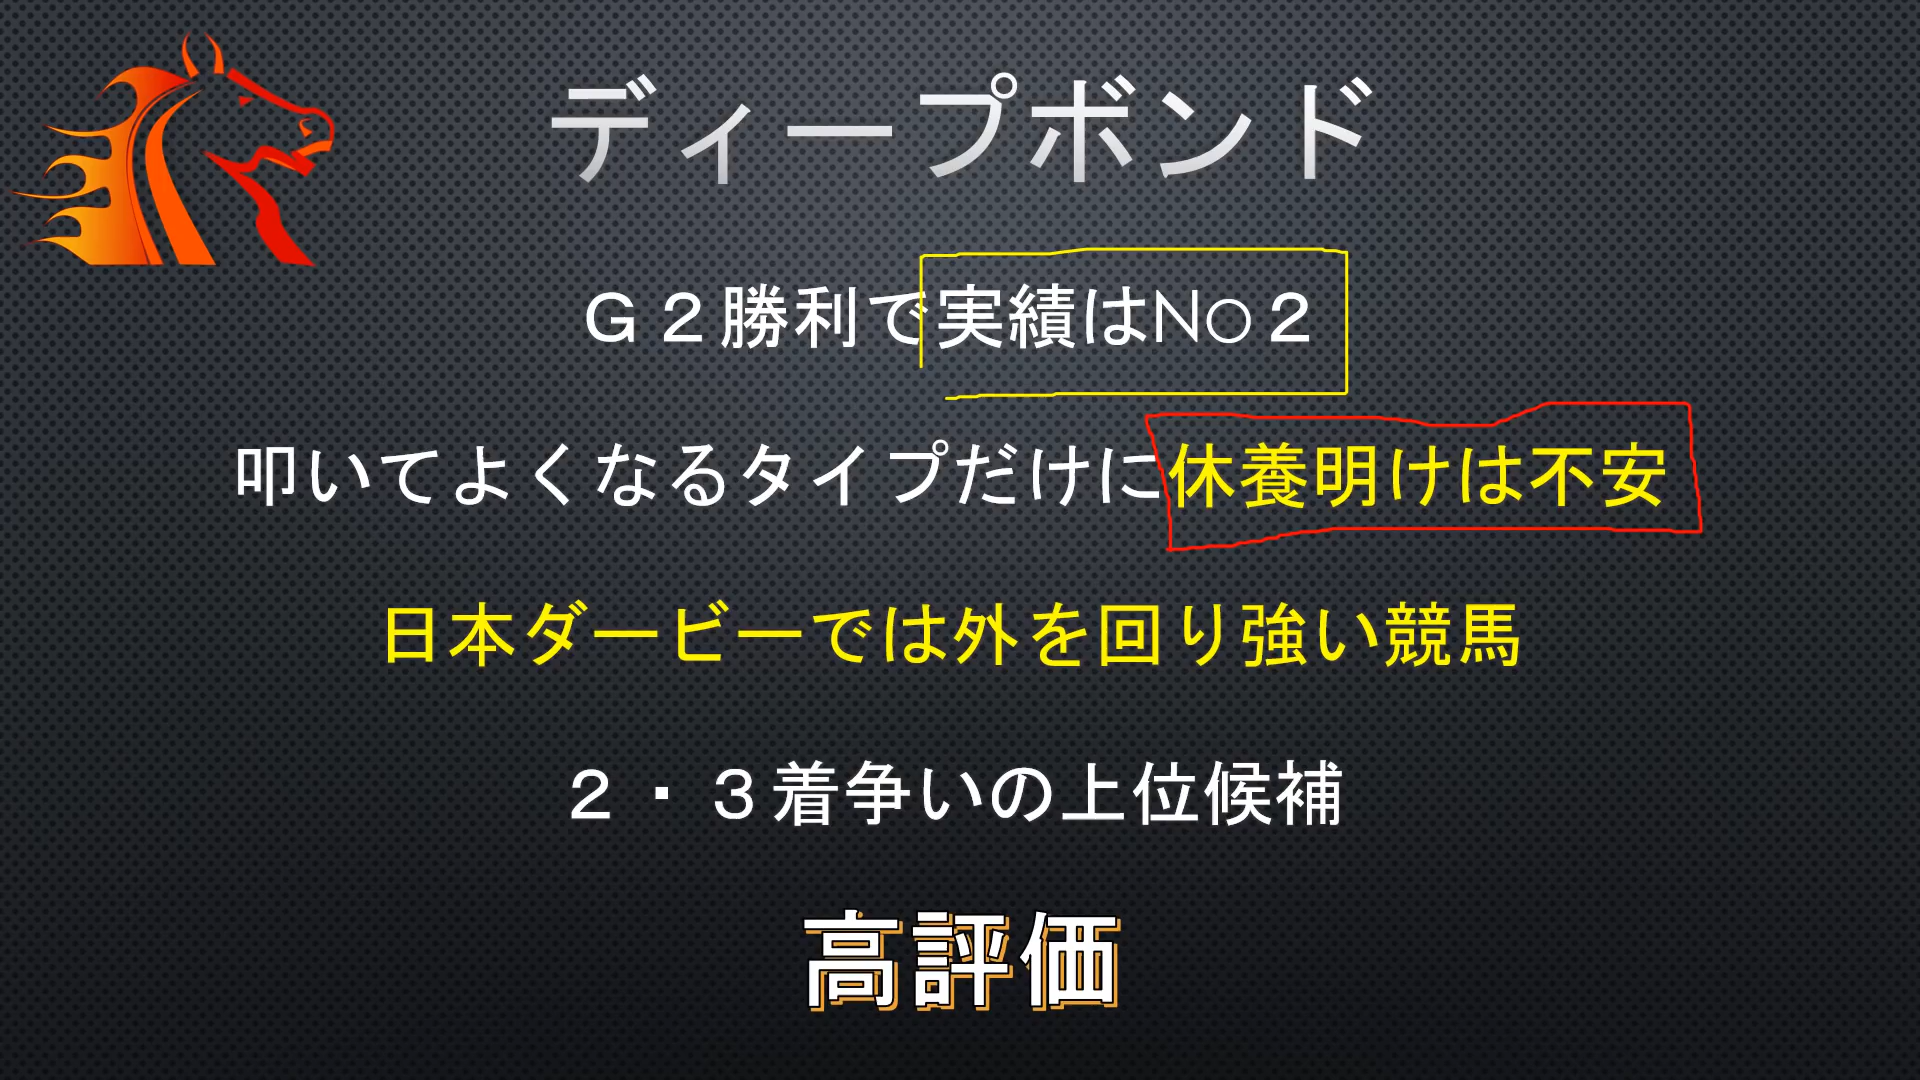 ディープボンド
Ｇ２勝利で実績はNo２
叩いてよくなるタイプだけに休養明けは不安
日本ダービーでは外を回り強い競馬
２・３着争いの上位候補
高評価